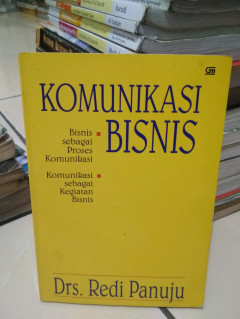 KOMUNIKASI
BISNIS
Bisnis
sebagai
Proses
Komunikasi
Komunikasi
sebagai
Kegiatan
Bisnis
Drs. Redi Panuju